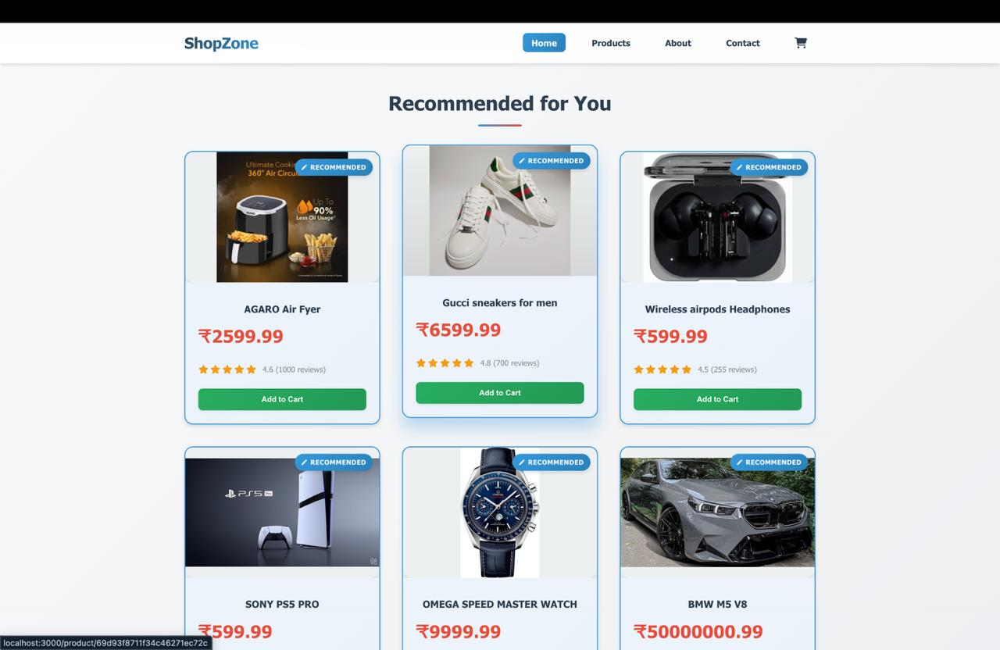 ShopZone
Home
Products
About
Contact
Recommended for You
RECOMMENDED
Ultimate
360° Air
Up To
90%
Less Oil Usage*
AGARO
AGARO Air Fyer
₹2599.99
4.6 (1000 reviews)
Add to Cart
RECOMMENDED
Gucci sneakers for men
₹6599.99
4.8 (700 reviews)
Add to Cart
RECOMMENDED
Wireless airpods Headphones
₹599.99
4.5 (255 reviews)
Add to Cart
RECOMMENDED
PS5 Pro
SONY PS5 PRO
₹599.99
RECOMMENDED
OMEGA
OMEGA SPEED MASTER WATCH
₹9999.99
RECOMMENDED
BMW M5 V8
₹50000000.99
localhost:3000/product/69d93f8711f34c46271ec72c